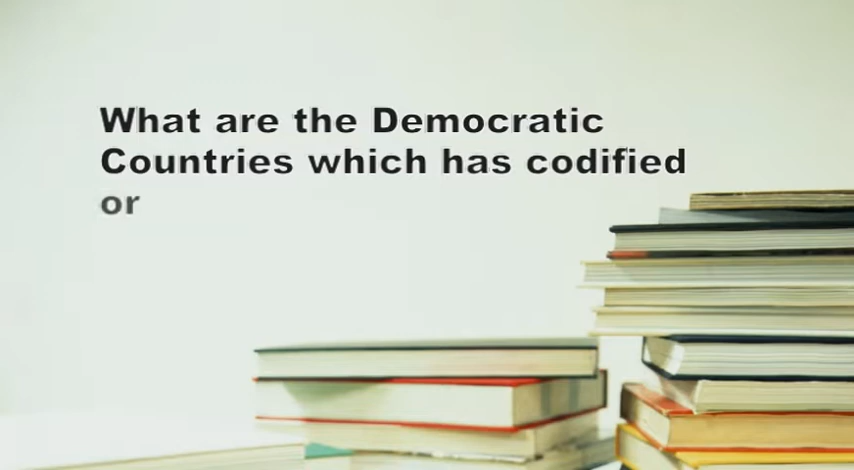 What are the Democratic
Countries which has codified
or